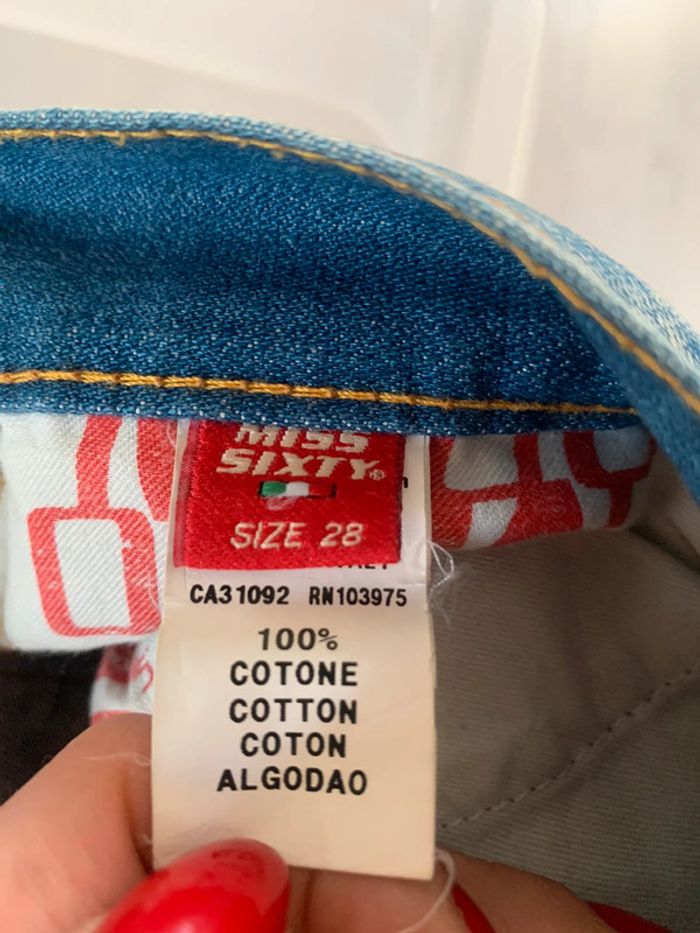 MISS
SIXTY®
SIZE 28
CA31092 RN103975
100%
COTONE
COTTON
COTON
ALGODAO